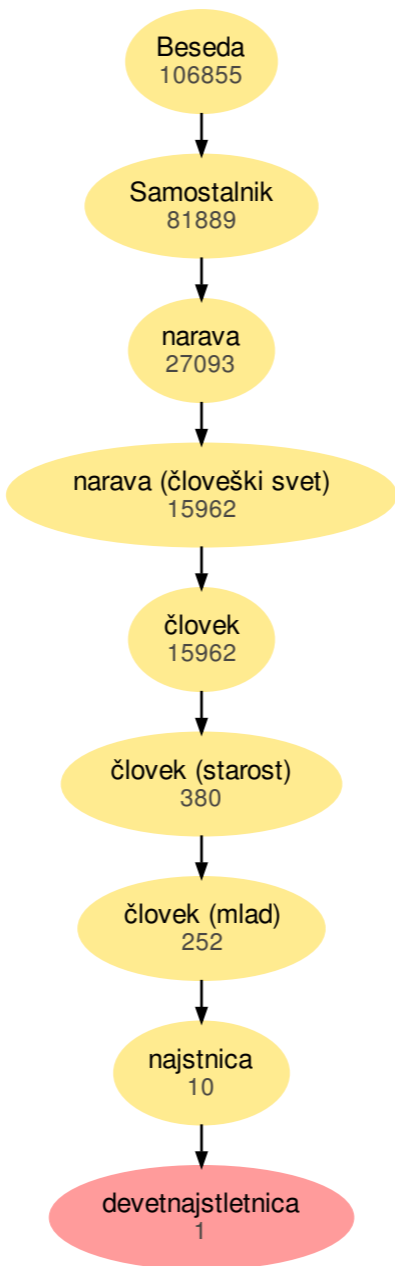 Beseda
106855
Samostalnik
81889
narava
27093
narava (človeški svet)
15962
človek
15962
človek (starost)
380
človek (mlad)
252
najstnica
10
devetnajstletnica
1